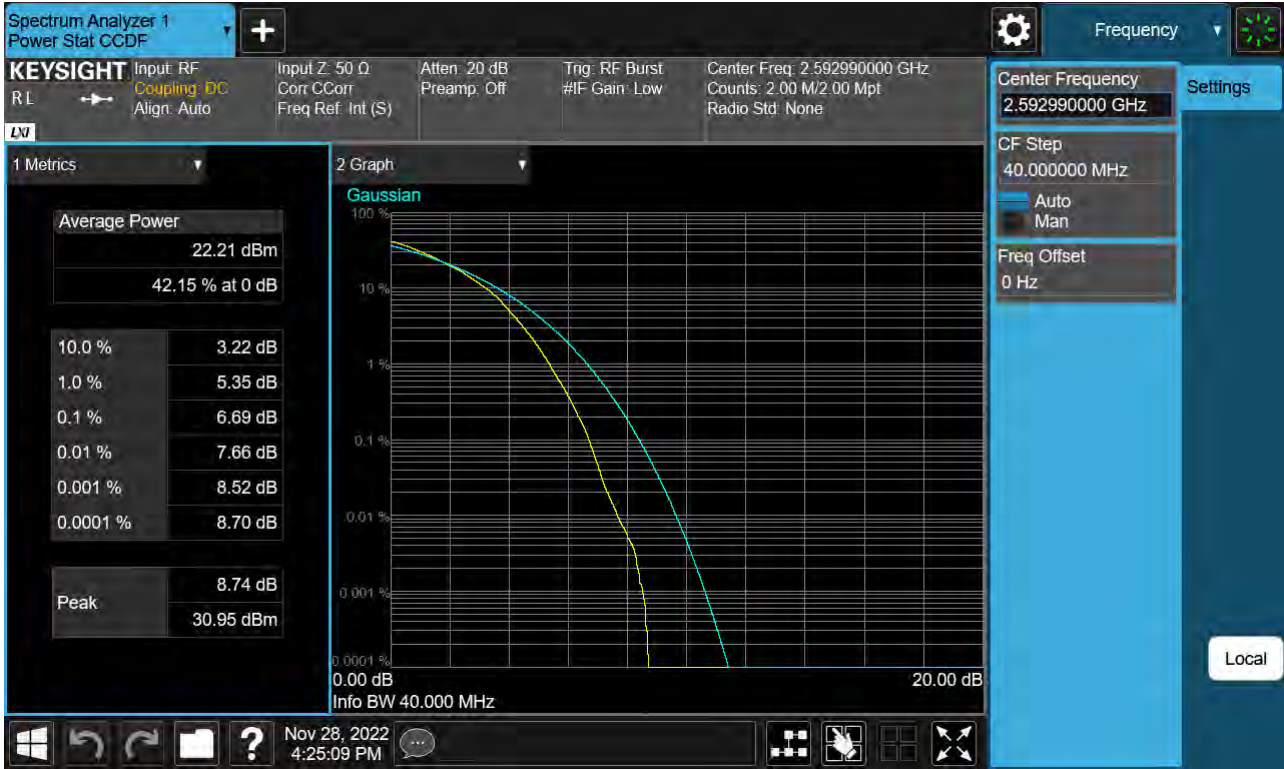 Spectrum Analyzer 1
Power Stat CCDF
+
Frequency
KEYSIGHT
R L
LXI
Input: RF
Coupling: DC
Align: Auto
Input Z: 50 Ω
Corr CCorr
Freq Ref: Int (S)
Atten: 20 dB
Preamp: Off
Trig: RF Burst
#IF Gain: Low
Center Freq: 2.592990000 GHz
Counts: 2.00 M/2.00 Mpt
Radio Std: None
Center Frequency
2.592990000 GHz
Settings
CF Step
40.000000 MHz
Auto
Man
Freq Offset
0 Hz
Local
1 Metrics
Average Power
22.21 dBm
42.15 % at 0 dB
10.0 % 3.22 dB
1.0 % 5.35 dB
0.1 % 6.69 dB
0.01 % 7.66 dB
0.001 % 8.52 dB
0.0001 % 8.70 dB
Peak
8.74 dB
30.95 dBm
2 Graph
Gaussian
100 %
10 %
1 %
0.1 %
0.01 %
0.001 %
0.0001 %
0.00 dB 20.00 dB
Info BW 40.000 MHz
?
Nov 28, 2022
4:25:09 PM